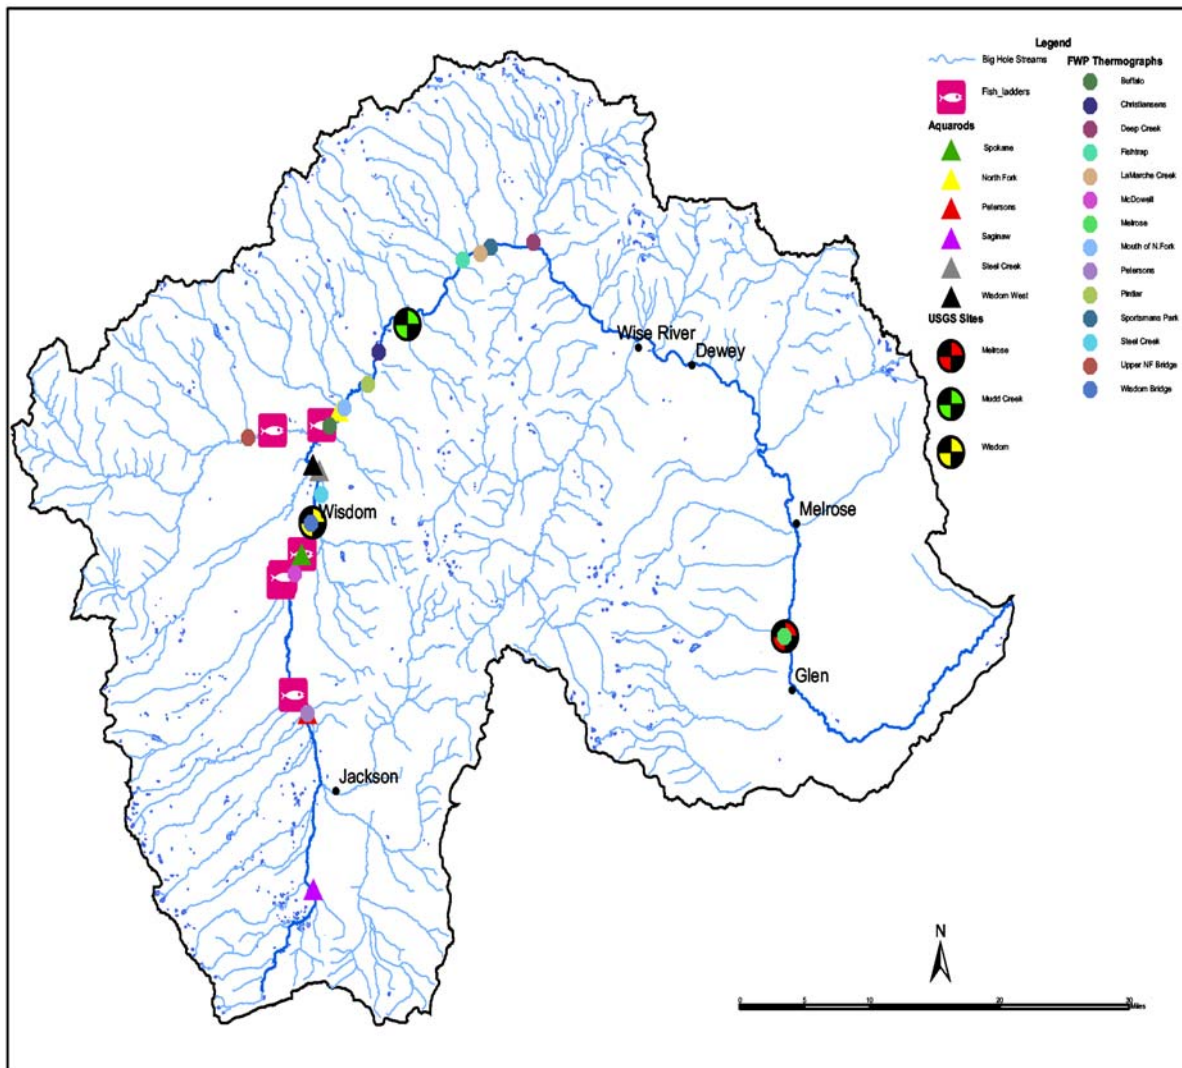 Legend
Big Hole Streams
Fish_ladders
Aquarods
Spokane
North Fork
Petersons
Saginaw
Steel Creek
Wisdom West
USGS Sites
Melrose
Mudd Creek
Wisdom
FWP Thermographs
Buffalo
Christiansens
Deep Creek
Fishtrap
LaMarche Creek
McDowell
Melrose
Mouth of N.Fork
Petersons
Pintler
Sportsmans Park
Steel Creek
Upper NF Bridge
Wisdom Bridge
Wise River
Dewey
Wisdom
Melrose
Glen
Jackson
N
0 5 10 20 30
Miles